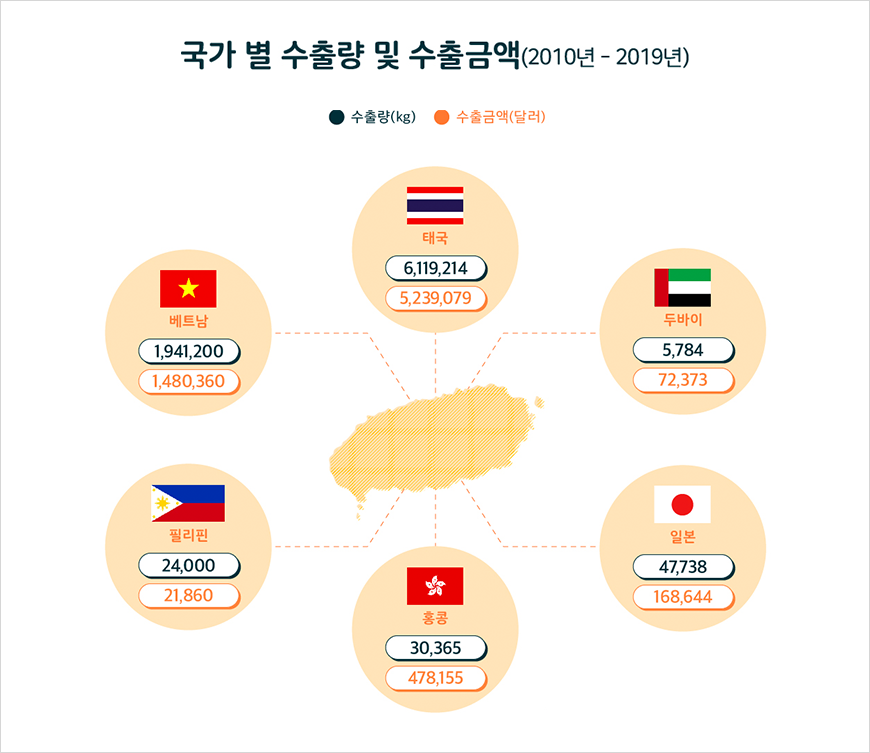 국가 별 수출량 및 수출금액(2010년 - 2019년)
수출량(kg) 수출금액(달러)
태국
6,119,214
5,239,079
베트남
1,941,200
1,480,360
두바이
5,784
72,373
필리핀
24,000
21,860
일본
47,738
168,644
홍콩
30,365
478,155